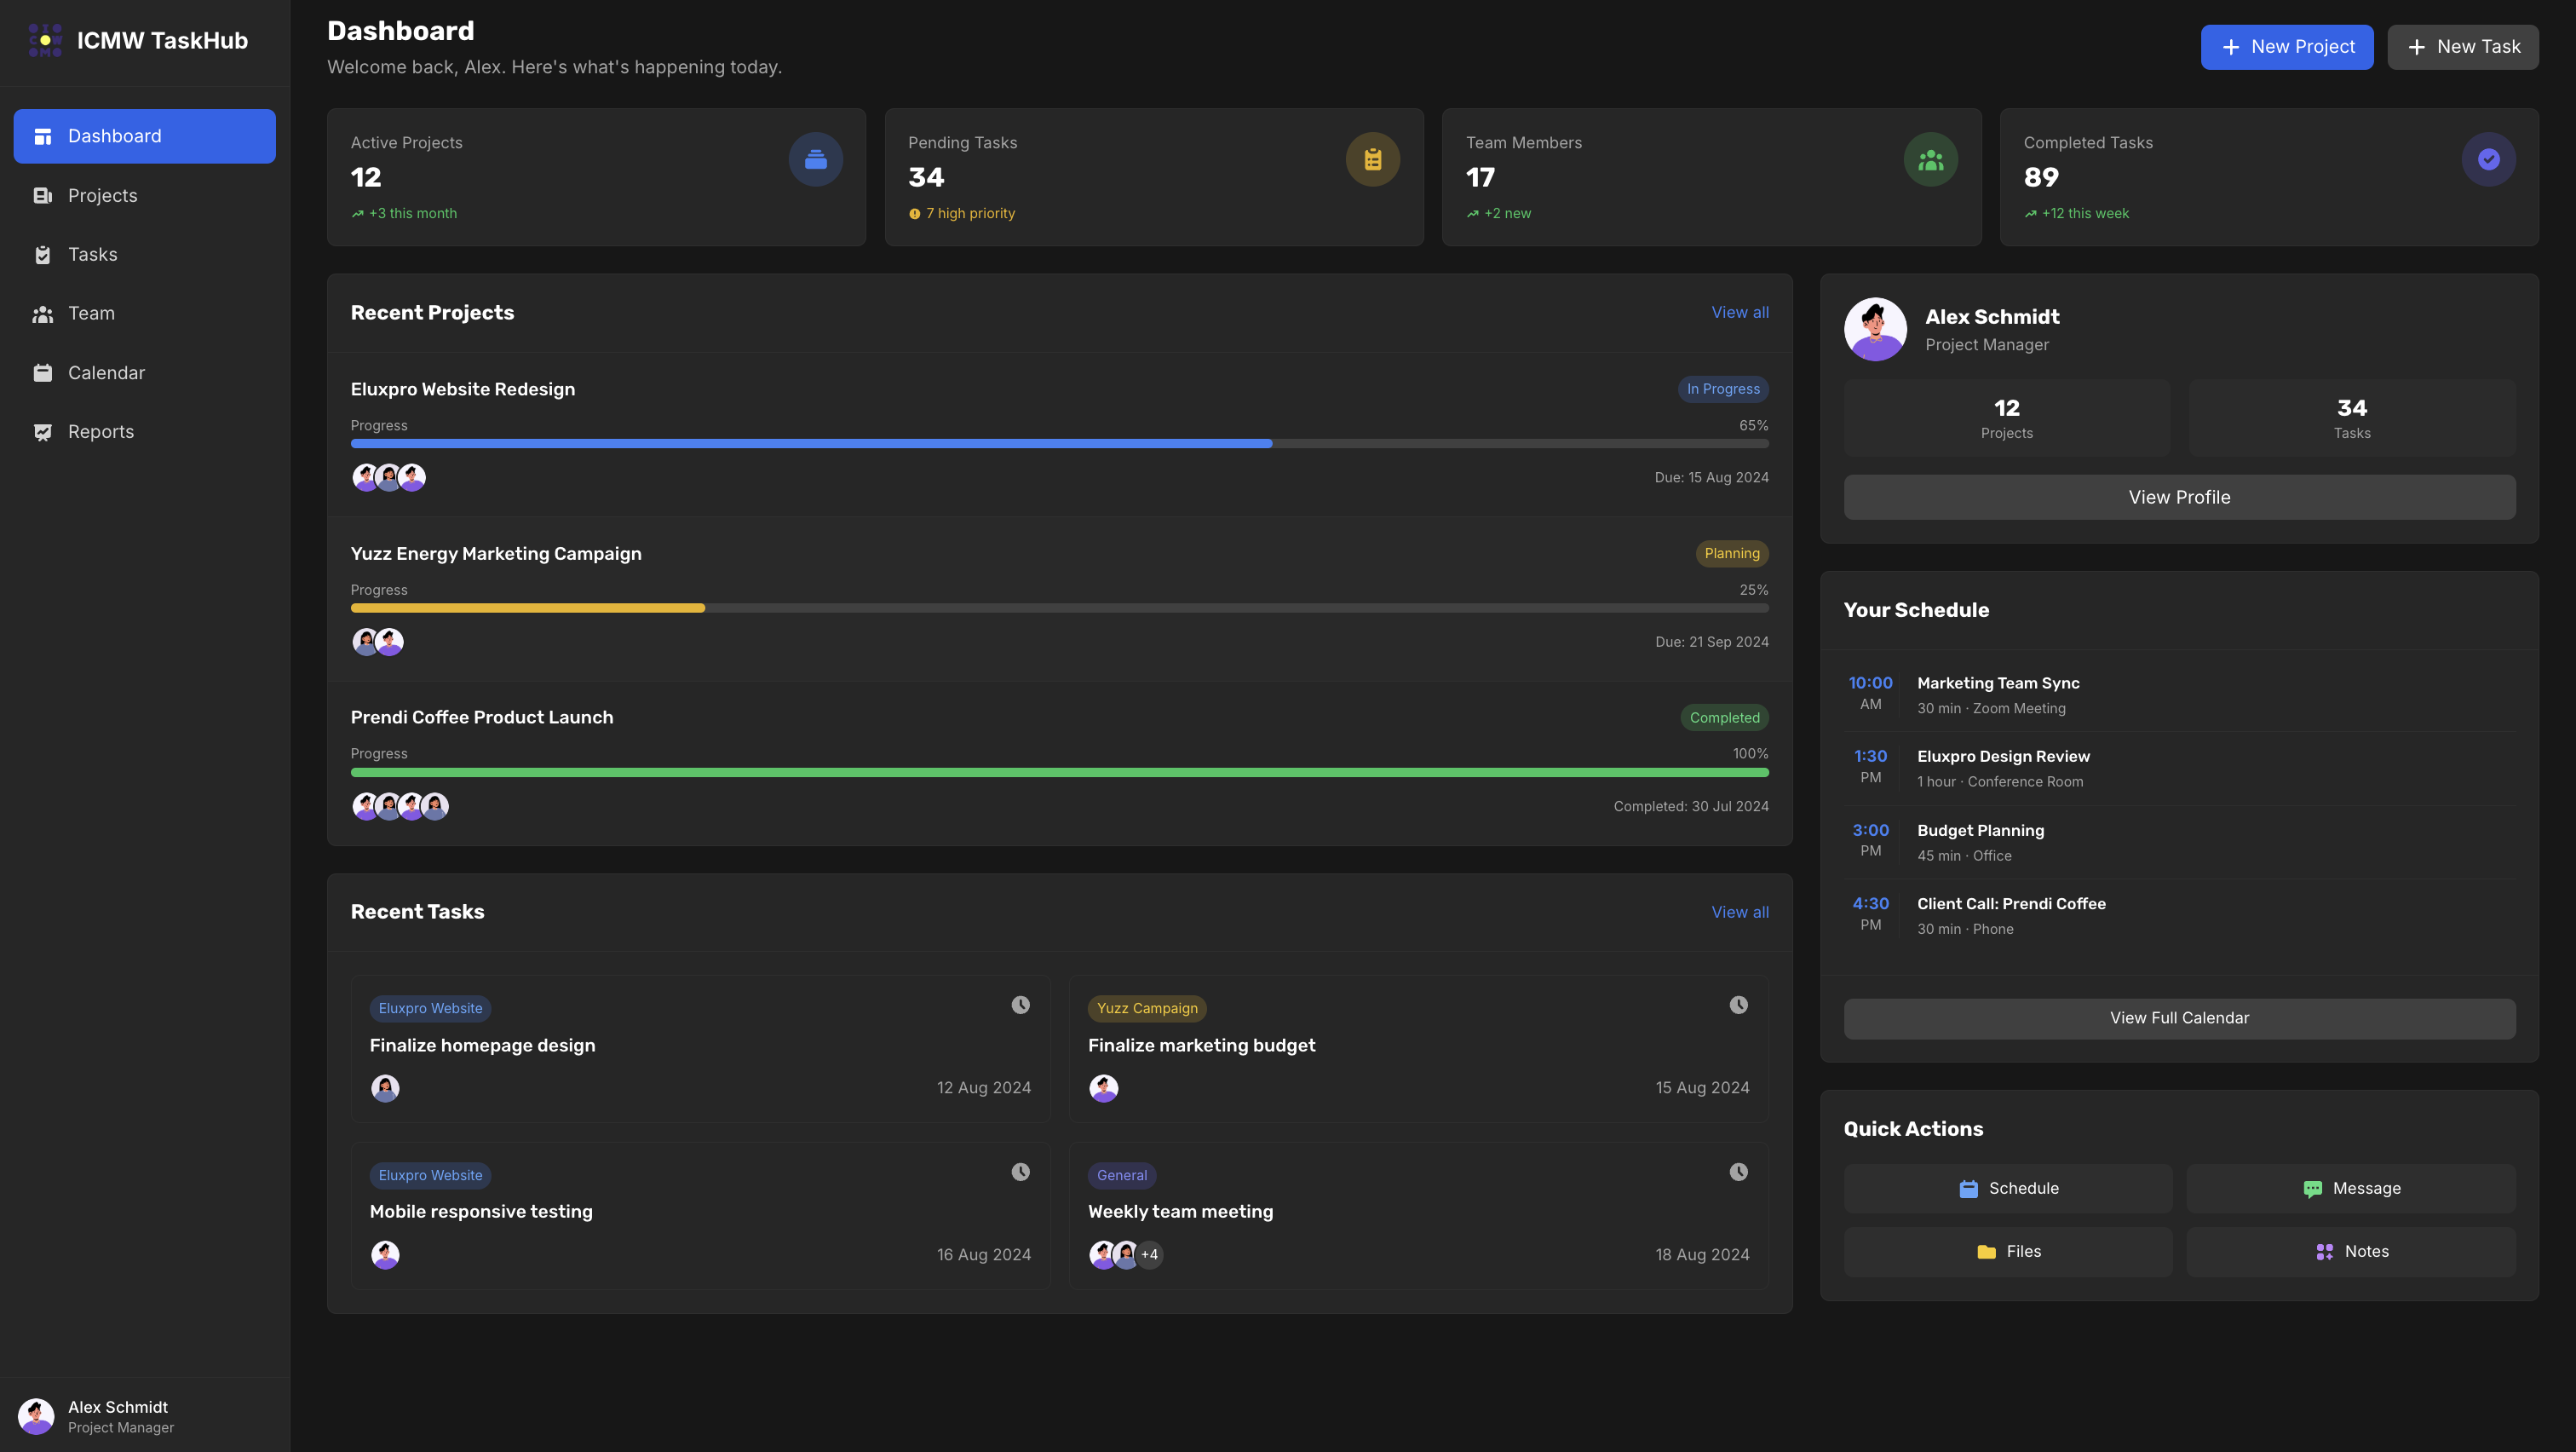 ICMW TaskHub
Dashboard
Projects
Tasks
Team
Calendar
Reports
Alex Schmidt
Project Manager
Dashboard
Welcome back, Alex. Here's what's happening today.
New Project
New Task
Active Projects
12
+3 this month
Pending Tasks
34
7 high priority
Team Members
17
+2 new
Completed Tasks
89
+12 this week
Recent Projects
View all
Eluxpro Website Redesign
In Progress
Progress
65%
Due: 15 Aug 2024
Yuzz Energy Marketing Campaign
Planning
Progress
25%
Due: 21 Sep 2024
Prendi Coffee Product Launch
Completed
Progress
100%
Completed: 30 Jul 2024
Recent Tasks
View all
Eluxpro Website
Finalize homepage design
12 Aug 2024
Yuzz Campaign
Finalize marketing budget
15 Aug 2024
Eluxpro Website
Mobile responsive testing
16 Aug 2024
General
Weekly team meeting
+4
18 Aug 2024
Alex Schmidt
Project Manager
12
Projects
34
Tasks
View Profile
Your Schedule
10:00
AM
Marketing Team Sync
30 min · Zoom Meeting
1:30
PM
Eluxpro Design Review
1 hour · Conference Room
3:00
PM
Budget Planning
45 min · Office
4:30
PM
Client Call: Prendi Coffee
30 min · Phone
View Full Calendar
Quick Actions
Schedule
Message
Files
Notes